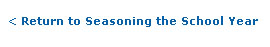 < Return to Seasoning the School Year